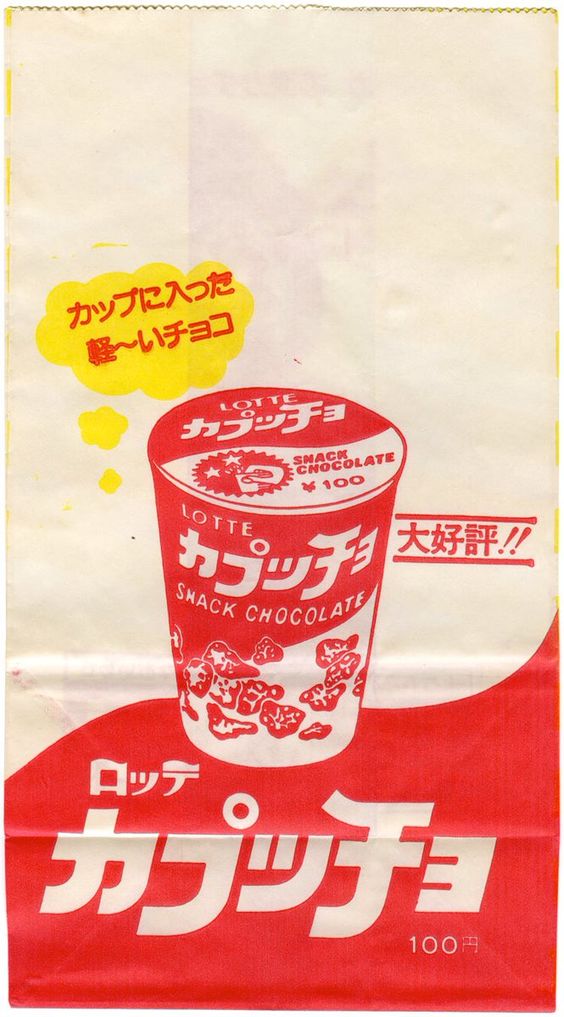 カップに入った
軽〜いチョコ
LOTTE
カプッチョ
SNACK
CHOCOLATE
¥100
LOTTE
カプッチョ
SNACK CHOCOLATE
大好評!!
ロッテ
カプッチョ
100円